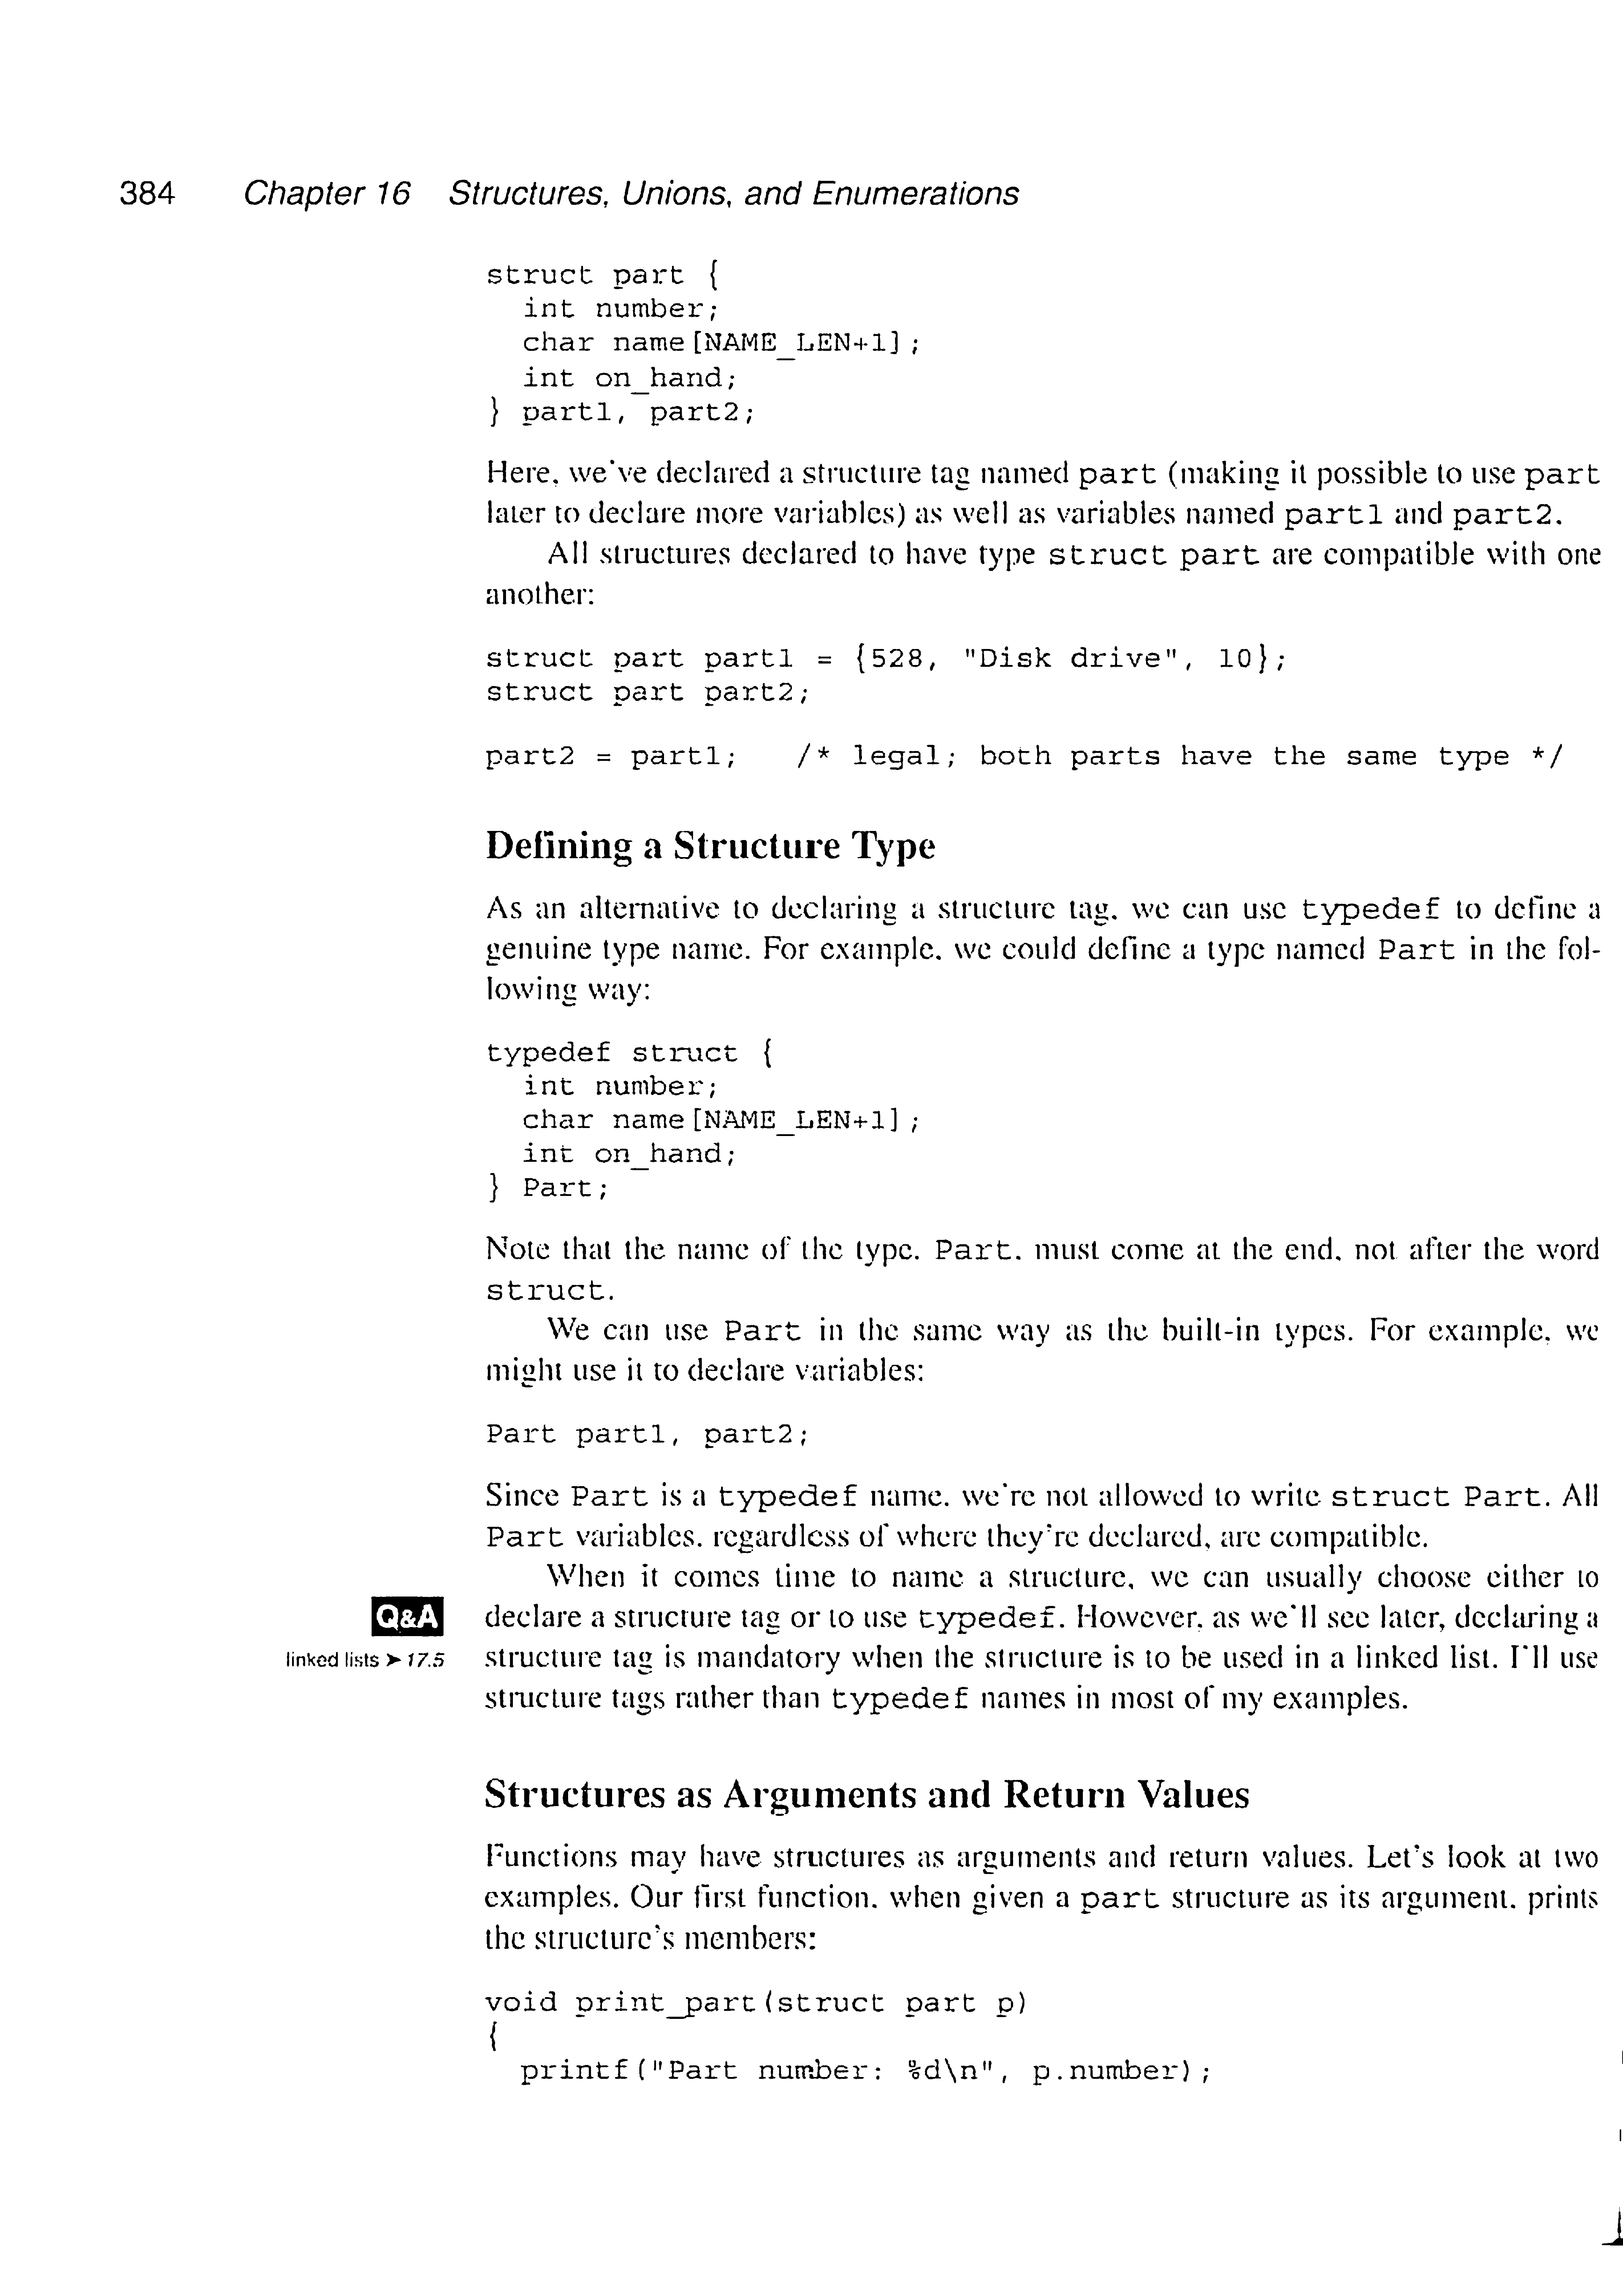 384 Chapter 16 Structures, Unions, and Enumerations
struct part {
int number;
char name[NAME_LEN+1];
int on_hand;
} part1, part2;
Here, we've declared a structure tag named part (making it possible to use part
later to declare more variables) as well as variables named part1 and part2.
All structures declared to have type struct part are compatible with one
another:
struct part part1 = {528, "Disk drive", 10};
struct part part2;
part2 = part1; /* legal; both parts have the same type */
Defining a Structure Type
As an alternative to declaring a structure tag, we can use typedef to define a
genuine type name. For example, we could define a type named Part in the fol-
lowing way:
typedef struct {
int number;
char name[NAME_LEN+1];
int on_hand;
} Part;
Note that the name of the type, Part, must come at the end, not after the word
struct.
We can use Part in the same way as the built-in types. For example, we
might use it to declare variables:
Part part1, part2;
Since Part is a typedef name, we're not allowed to write struct Part. All
Part variables, regardless of where they're declared, are compatible.
When it comes time to name a structure, we can usually choose either to
Q&A declare a structure tag or to use typedef. However, as we'll see later, declaring a
linked lists ➤ 17.5 structure tag is mandatory when the structure is to be used in a linked list. I'll use
structure tags rather than typedef names in most of my examples.
Structures as Arguments and Return Values
Functions may have structures as arguments and return values. Let's look at two
examples. Our first function, when given a part structure as its argument, prints
the structure's members:
void print_part(struct part p)
{
printf("Part number: %d\n", p.number);